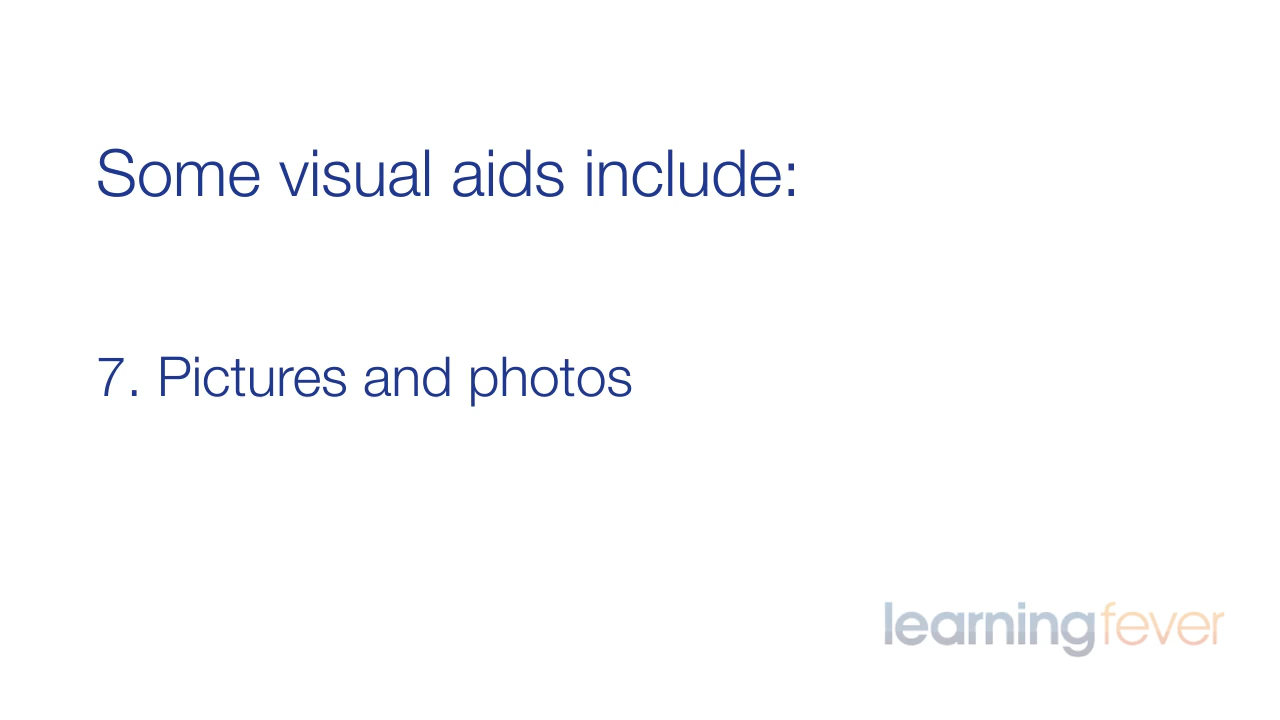 Some visual aids include:
7. Pictures and photos
learningfever